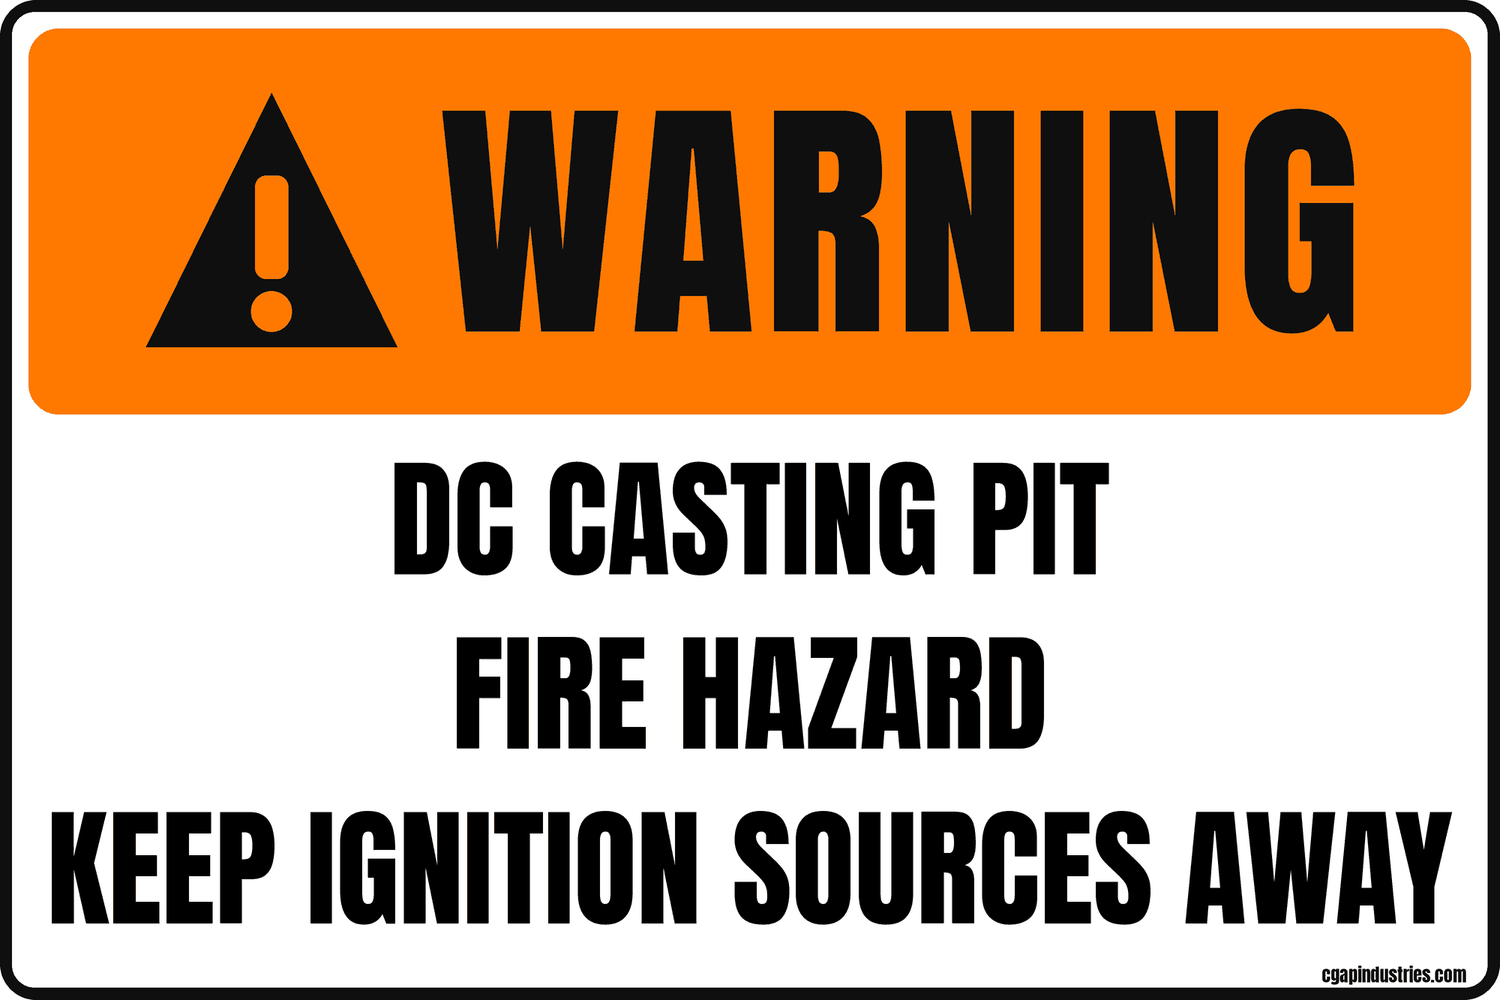 WARNING
DC CASTING PIT
FIRE HAZARD
KEEP IGNITION SOURCES AWAY
cgapindustries.com